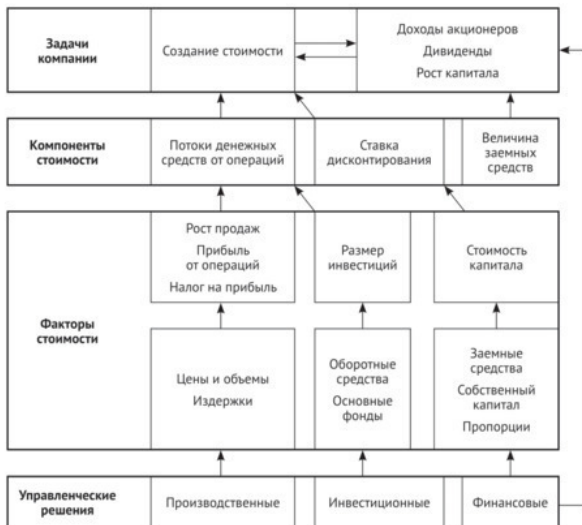 Задачи
компании
Создание стоимости
Доходы акционеров
Дивиденды
Рост капитала
Компоненты
стоимости
Потоки денежных
средств от операций
Ставка
дисконтирования
Величина
заемных
средств
Факторы
стоимости
Рост продаж
Прибыль
от операций
Налог на прибыль
Размер
инвестиций
Стоимость
капитала
Цены и объемы
Издержки
Оборотные
средства
Основные
фонды
Заемные
средства
Собственный
капитал
Пропорции
Управленческие
решения
Производственные
Инвестиционные
Финансовые